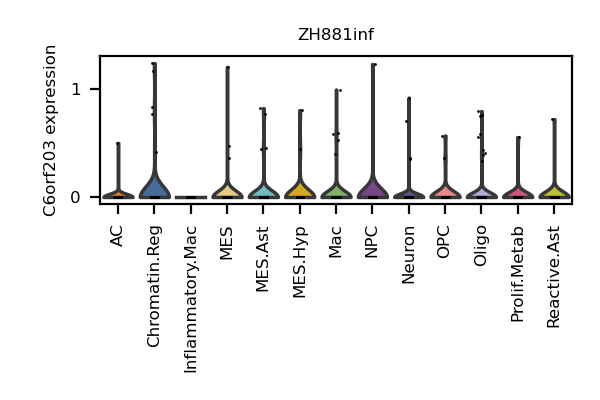 ZH881inf
C6orf203 expression
1
0
AC
Chromatin.Reg
Inflammatory.Mac
MES
MES.Ast
MES.Hyp
Mac
NPC
Neuron
OPC
Oligo
Prolif.Metab
Reactive.Ast